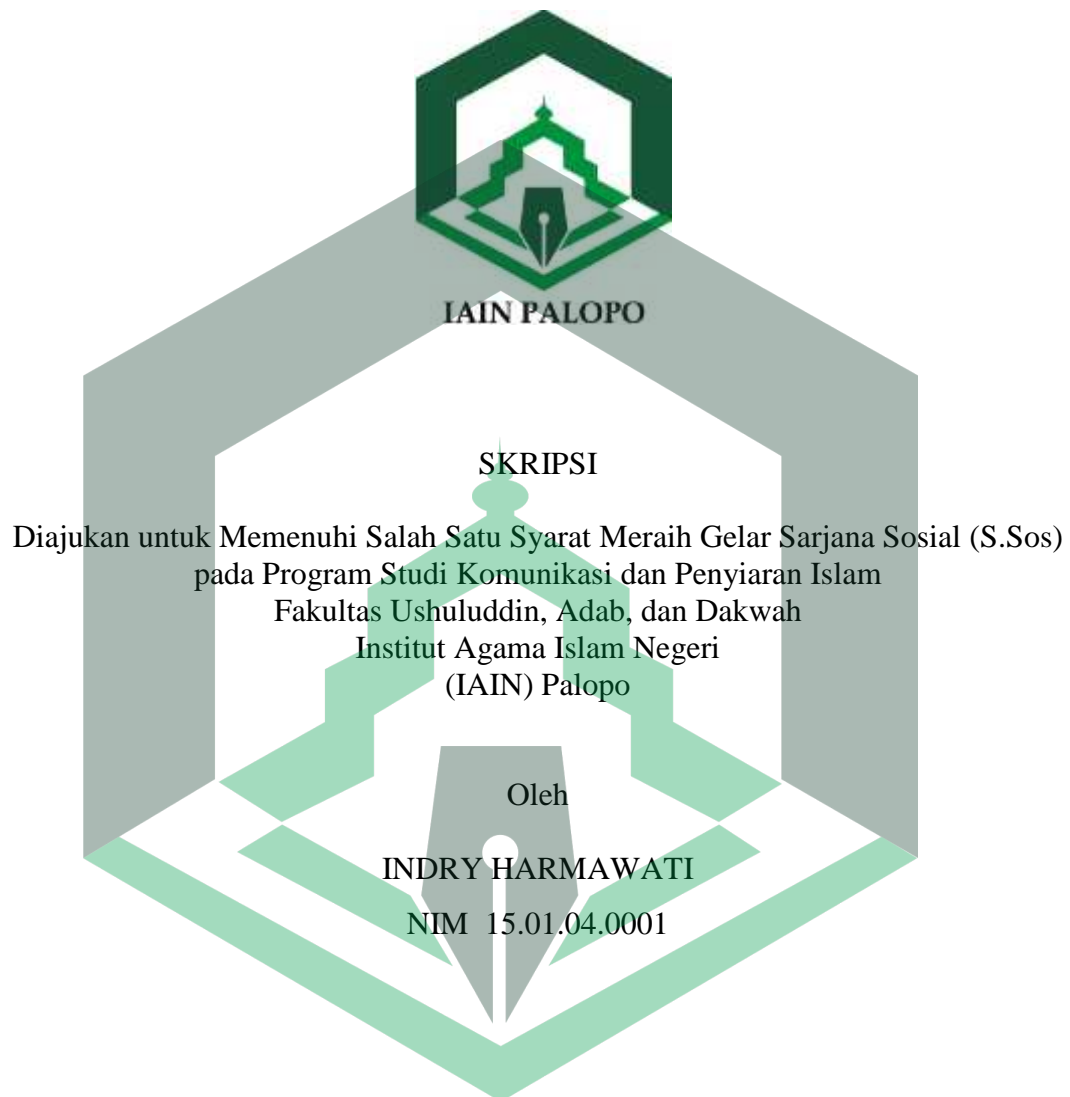 IAIN PALOPO
SKRIPSI
Diajukan untuk Memenuhi Salah Satu Syarat Meraih Gelar Sarjana Sosial (S.Sos)
pada Program Studi Komunikasi dan Penyiaran Islam
Fakultas Ushuluddin, Adab, dan Dakwah
Institut Agama Islam Negeri
(IAIN) Palopo
Oleh
INDRY HARMAWATI
NIM 15.01.04.0001